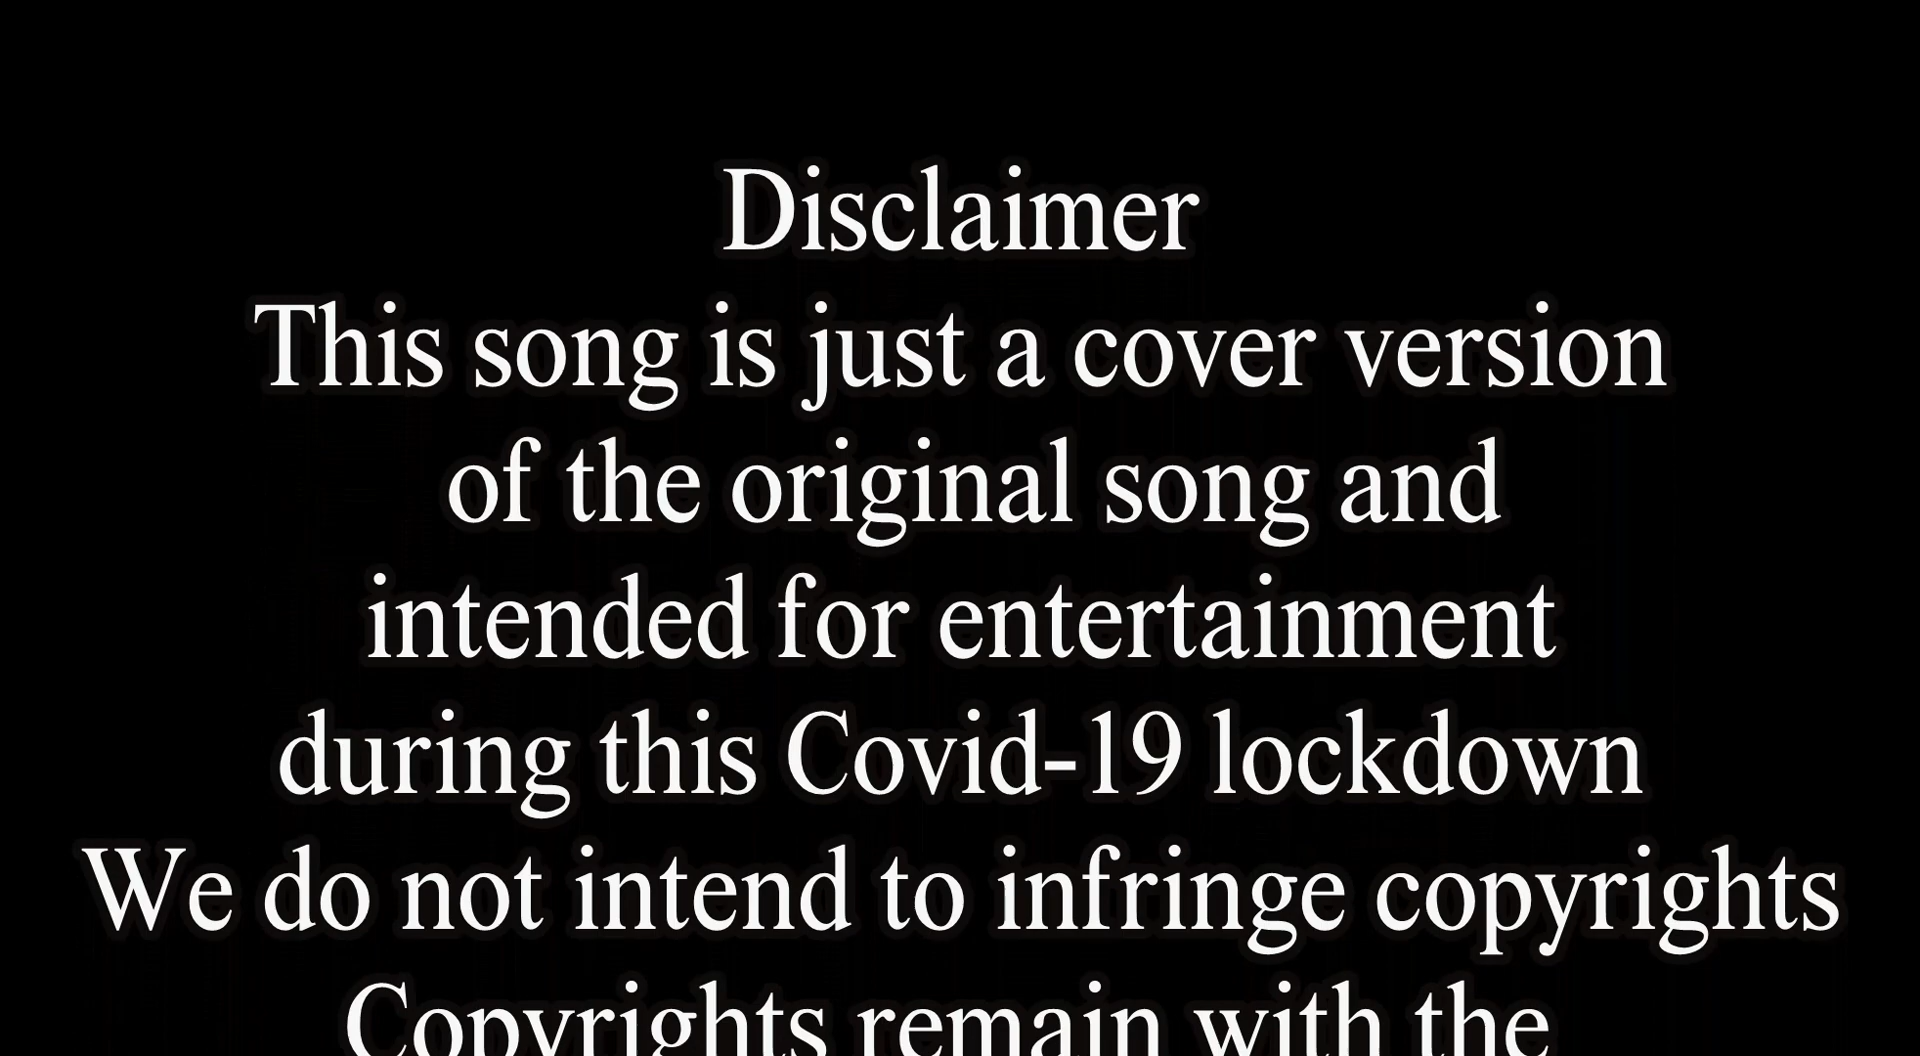 Disclaimer
This song is just a cover version
of the original song and
intended for entertainment
during this Covid-19 lockdown
We do not intend to infringe copyrights
Copyrights remain with the